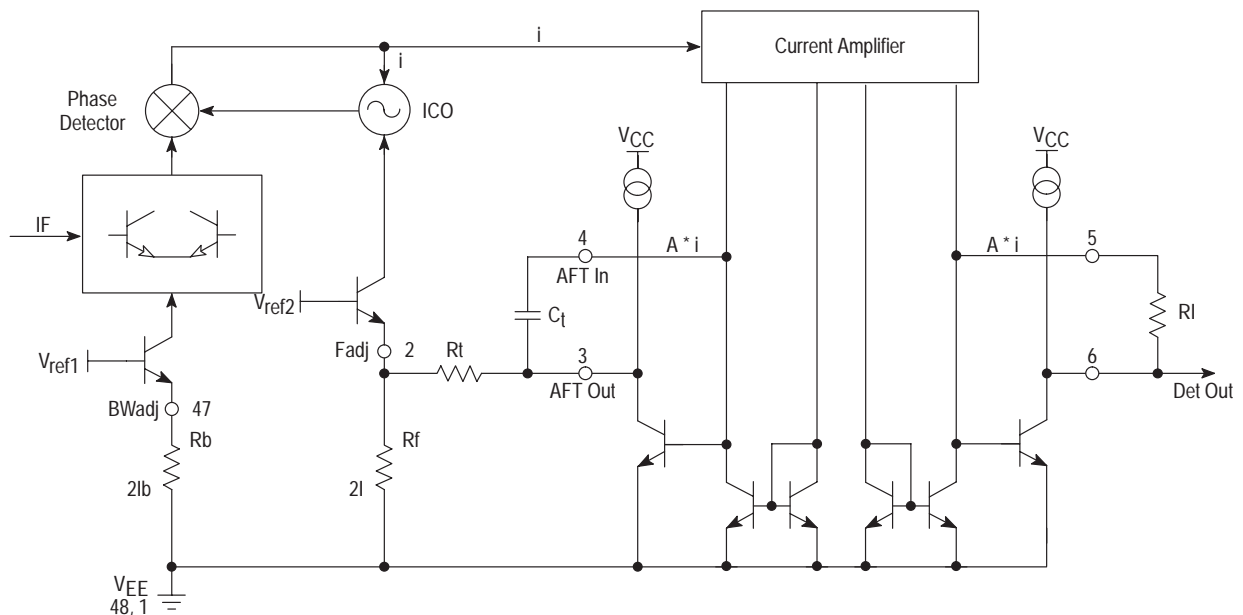 i
Current Amplifier
i
Phase
Detector
ICO
VCC
VCC
IF
4
A * i
A * i
5
AFT In
Vref2
Ct
Rl
Fadj
2
Rt
3
6
Vref1
AFT Out
Det Out
BWadj
47
Rb
Rf
2Ib
2I
VEE
48, 1